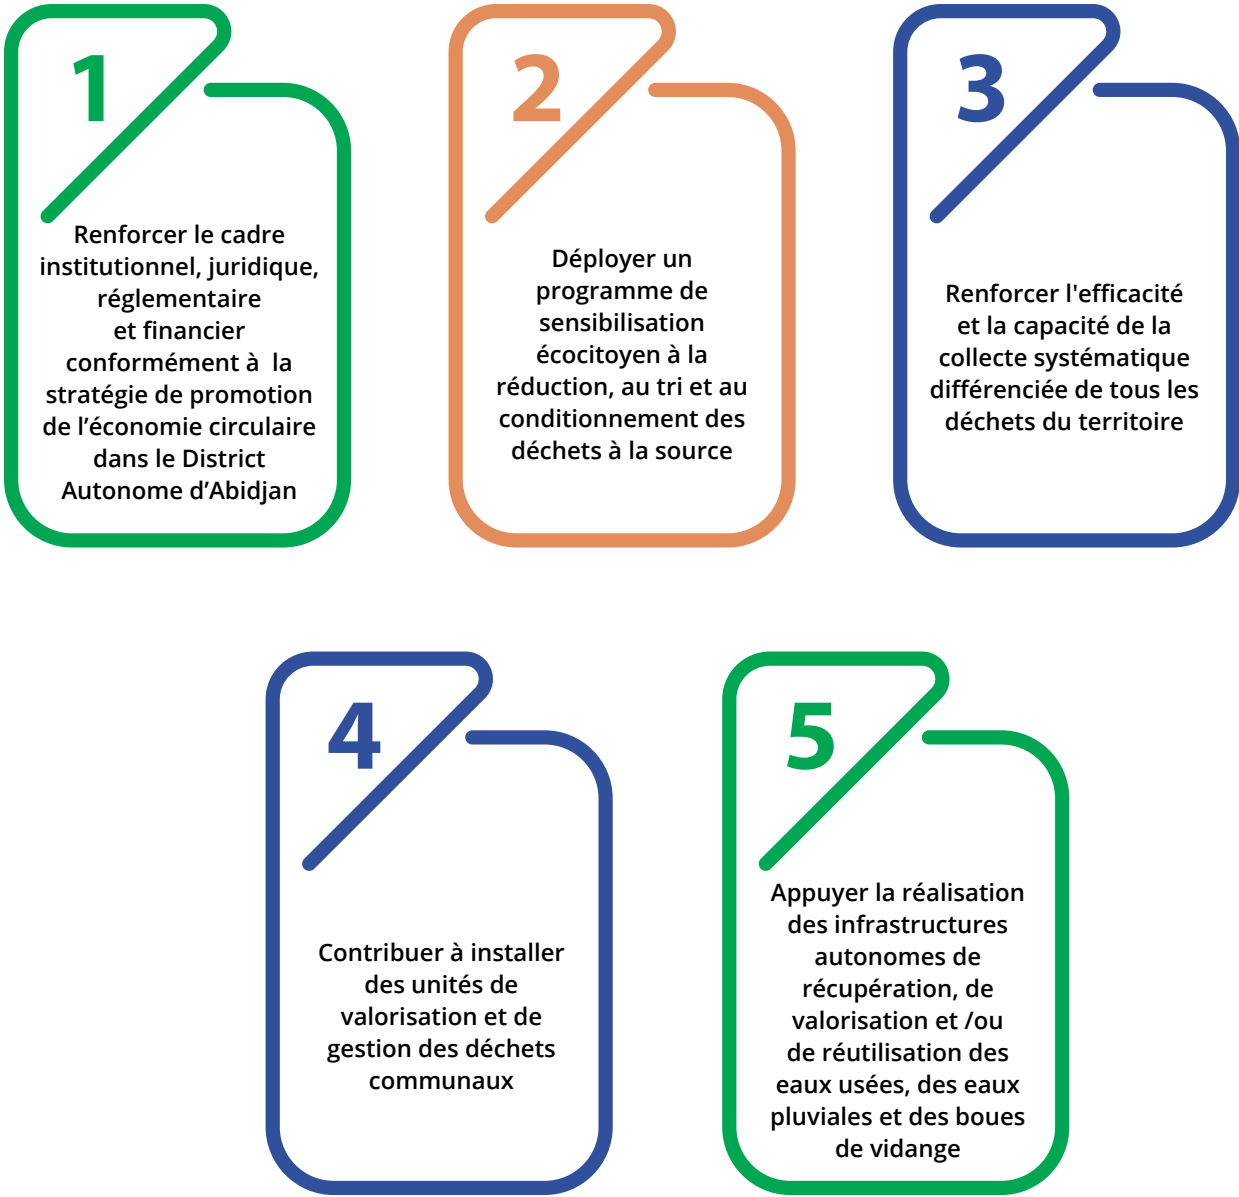 1
Renforcer le cadre
institutionnel, juridique,
réglementaire
et financier
conformément à  la
stratégie de promotion
de l’économie circulaire
dans le District
Autonome d’Abidjan
2
Déployer un
programme de
sensibilisation
écocitoyen à la
réduction, au tri et au
conditionnement des
déchets à la source
3
Renforcer l'efficacité
et la capacité de la
collecte systématique
différenciée de tous les
déchets du territoire
4
Contribuer à installer
des unités de
valorisation et de
gestion des déchets
communaux
5
Appuyer la réalisation
des infrastructures
autonomes de
récupération, de
valorisation et /ou
de réutilisation des
eaux usées, des eaux
pluviales et des boues
de vidange